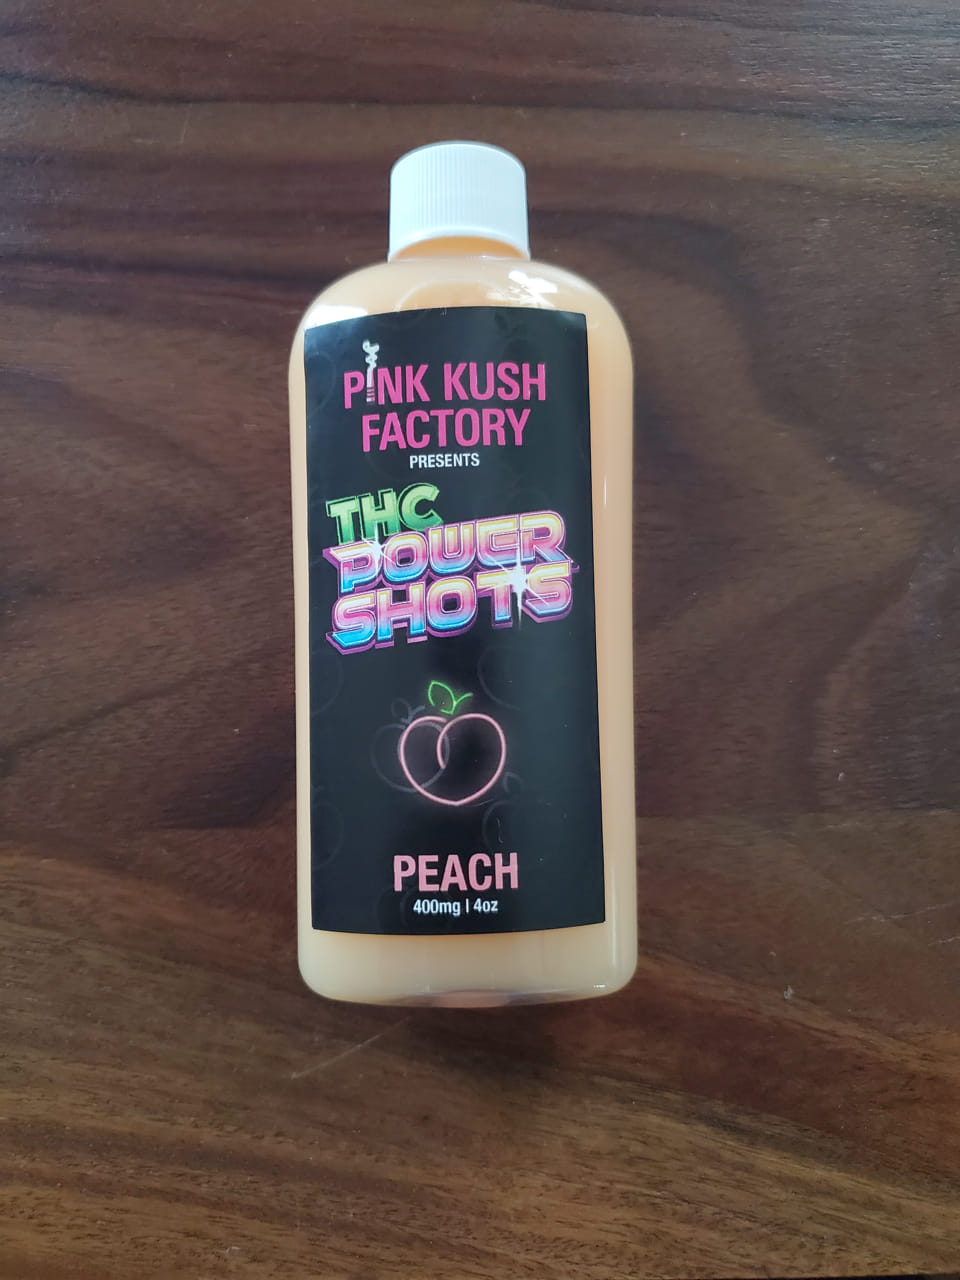 PINK KUSH
FACTORY
PRESENTS
THC
POWER
SHOTS
PEACH
400mg | 4oz